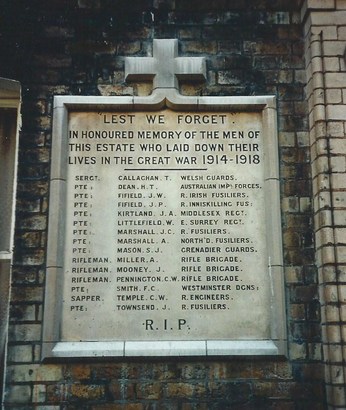 "LEST WE FORGET".
IN HONOURED MEMORY OF THE MEN OF
THIS ESTATE WHO LAID DOWN THEIR
LIVES IN THE GREAT WAR 1914-1918
SERGT. CALLAGHAN. T. WELSH GUARDS.
PTE: DEAN. H. T. AUSTRALIAN IMPL FORCES.
PTE: FIFIELD. J. W. R. IRISH FUSILIERS.
PTE: FIFIELD. J. P. R. INNISKILLING FUS:
PTE: KIRTLAND. J. A. MIDDLESEX REGT.
PTE: LITTLEFIELD. W. E. SURREY REGT.
PTE: MARSHALL. J.C. R. FUSILIERS.
PTE: MARSHALL. A. NORTH'D. FUSILIERS.
PTE: MASON. S. J. GRENADIER GUARDS.
RIFLEMAN. MILLER, A. RIFLE BRIGADE.
RIFLEMAN. MOONEY. J. RIFLE BRIGADE.
RIFLEMAN. PENNINGTON. C.W. RIFLE BRIGADE.
PTE: SMITH. F.C. WESTMINSTER DGNS:
SAPPER. TEMPLE. C.W. R. ENGINEERS.
PTE: TOWNSEND. J. R. FUSILIERS.
R.I.P.